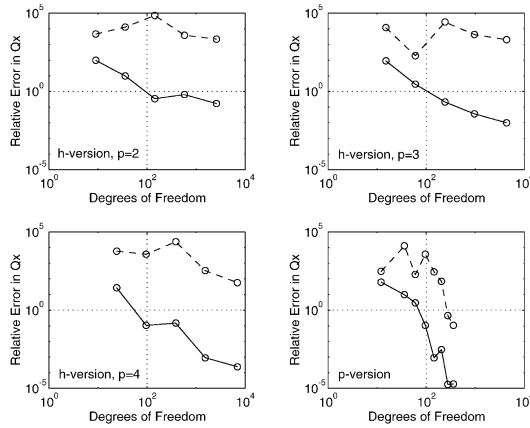 Relative Error in Qx
10^5
10^0
10^-5
h-version, p=2
10^0
10^2
10^4
Degrees of Freedom
Relative Error in Qx
10^5
10^0
10^-5
h-version, p=3
10^0
10^2
Degrees of Freedom
Relative Error in Qx
10^5
10^0
10^-5
h-version, p=4
10^0
10^2
10^4
Degrees of Freedom
Relative Error in Qx
10^5
10^0
10^-5
p-version
10^0
10^2
Degrees of Freedom